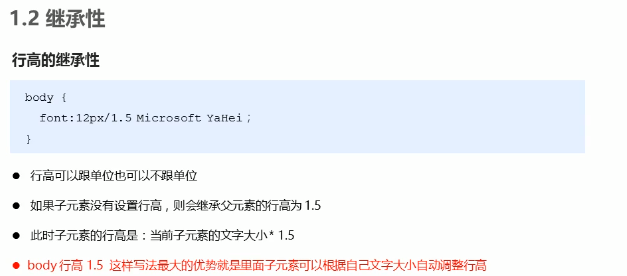 1.2 继承性
行高的继承性
body {
font:12px/1.5 Microsoft YaHei;
}
● 行高可以跟单位也可以不跟单位
● 如果子元素没有设置行高，则会继承父元素的行高为 1.5
● 此时子元素的行高是：当前子元素的文字大小 * 1.5
● body 行高 1.5 这样写法最大的优势就是里面子元素可以根据自己文字大小自动调整行高